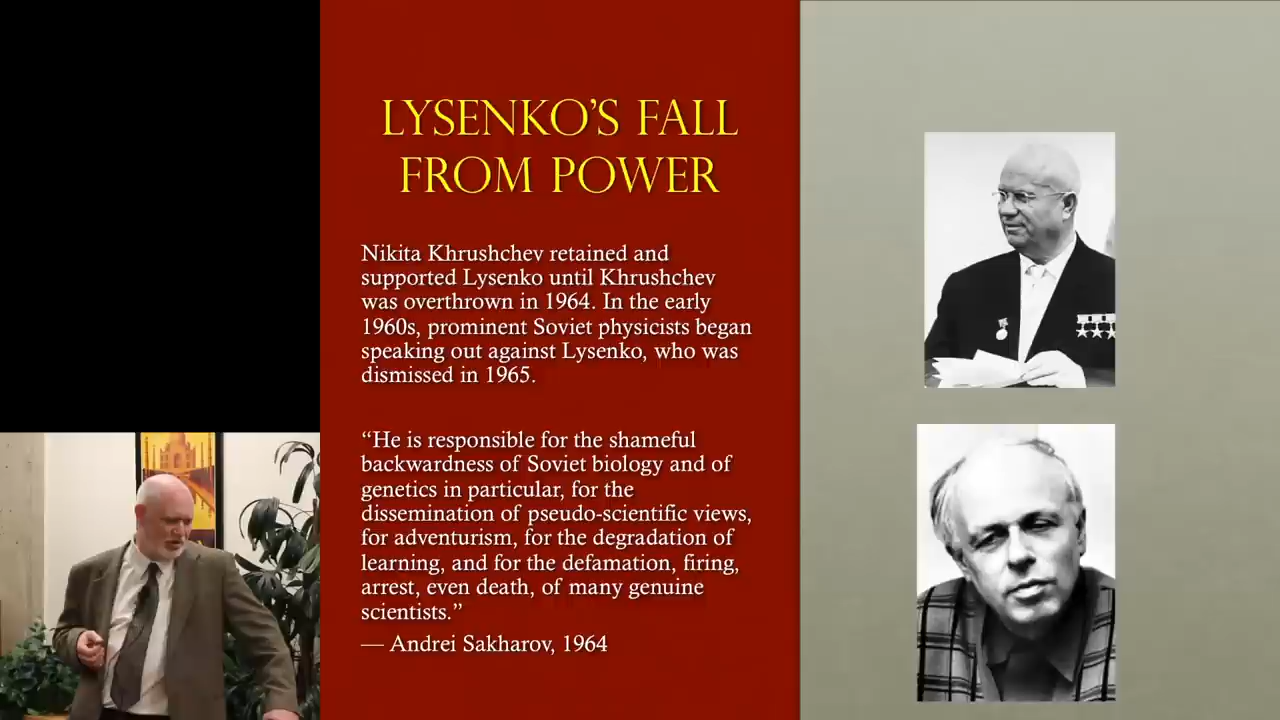 LYSENKO’S FALL
FROM POWER
Nikita Khrushchev retained and
supported Lysenko until Khrushchev
was overthrown in 1964. In the early
1960s, prominent Soviet physicists began
speaking out against Lysenko, who was
dismissed in 1965.
“He is responsible for the shameful
backwardness of Soviet biology and of
genetics in particular, for the
dissemination of pseudo-scientific views,
for adventurism, for the degradation of
learning, and for the defamation, firing,
arrest, even death, of many genuine
scientists.”
— Andrei Sakharov, 1964